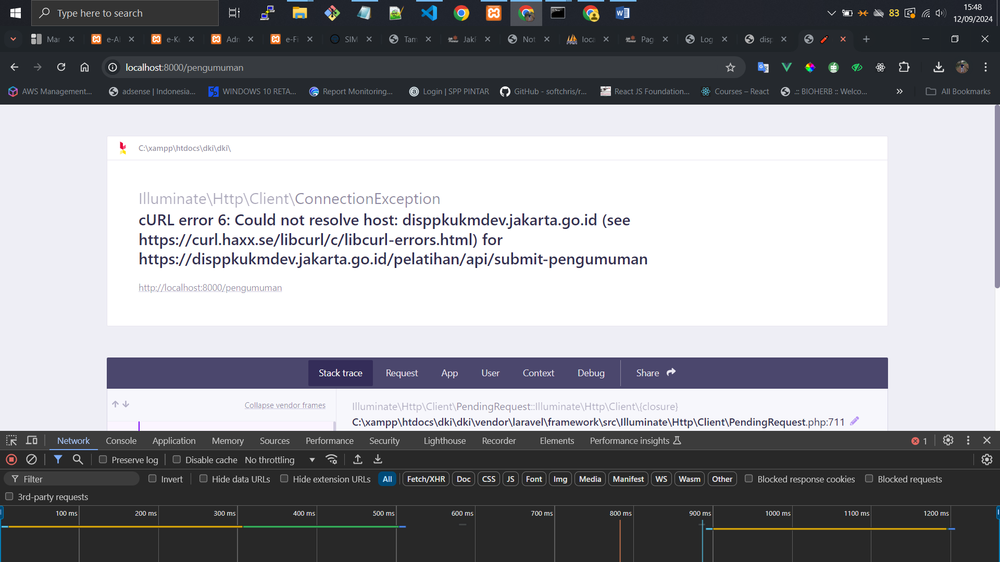 Type here to search
83
15:48
12/09/2024
Mar
e-Al
e-Ke
Adn
e-Fi
SIM
Tam
JakF
Not
loca
Pag
Log
disp
localhost:8000/pengumuman
AWS Management...
adsense | Indonesia...
WINDOWS 10 RETA...
Report Monitoring...
Login | SPP PINTAR
GitHub - softchris/r...
React JS Foundation...
Courses – React
.:: BIOHERB :: Welco...
All Bookmarks
C:\xampp\htdocs\dki\dki\
Illuminate\Http\Client\ConnectionException
cURL error 6: Could not resolve host: disppkukmdev.jakarta.go.id (see
https://curl.haxx.se/libcurl/c/libcurl-errors.html) for
https://disppkukmdev.jakarta.go.id/pelatihan/api/submit-pengumuman
http://localhost:8000/pengumuman
Stack trace
Request
App
User
Context
Debug
Share
Collapse vendor frames
Illuminate\Http\Client\PendingRequest::Illuminate\Http\Client\{closure}
C:\xampp\htdocs\dki\dki\vendor\laravel\framework\src\Illuminate\Http\Client\PendingRequest.php:711
Network
Console
Application
Memory
Sources
Performance
Security
Lighthouse
Recorder
Elements
Performance insights
1
Preserve log
Disable cache
No throttling
Filter
Invert
Hide data URLs
Hide extension URLs
All
Fetch/XHR
Doc
CSS
JS
Font
Img
Media
Manifest
WS
Wasm
Other
Blocked response cookies
Blocked requests
3rd-party requests
100 ms
200 ms
300 ms
400 ms
500 ms
600 ms
700 ms
800 ms
900 ms
1000 ms
1100 ms
1200 ms